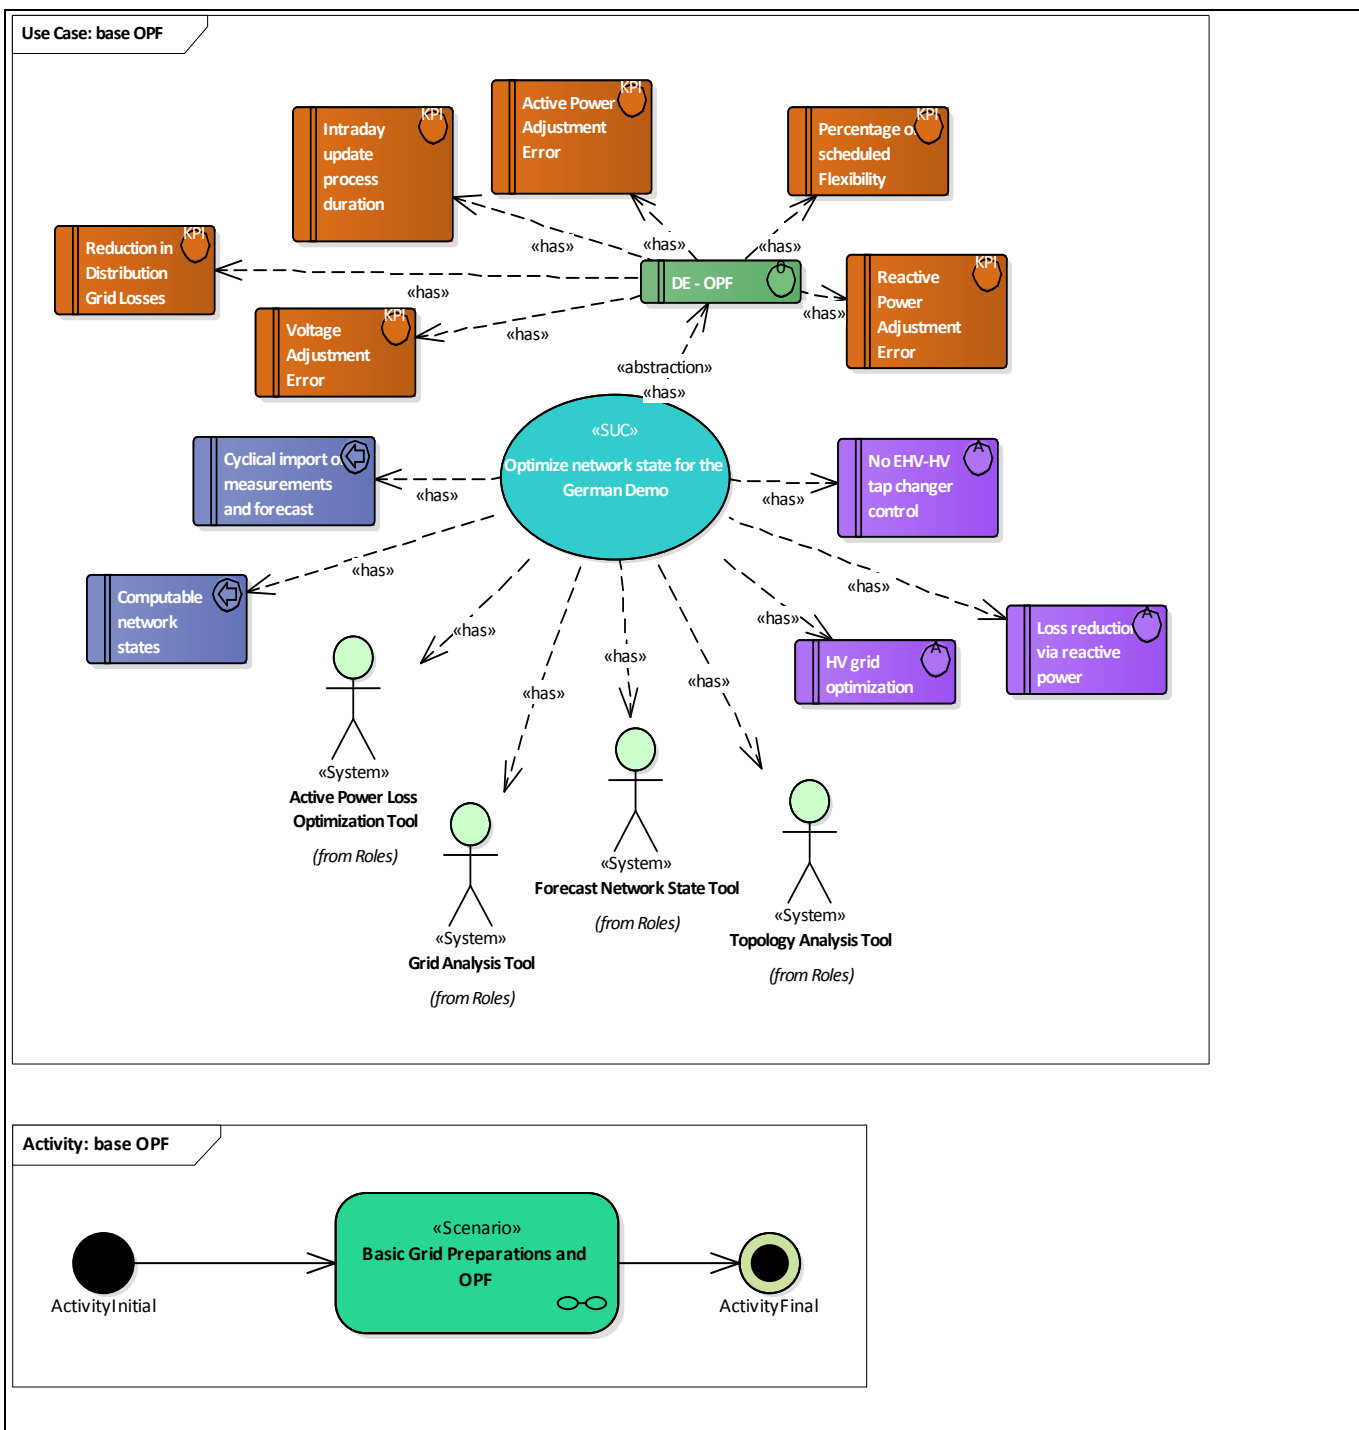 Use Case: base OPF
KPI
Active Power
Adjustment
Error
KPI
Intraday
update
process
duration
KPI
Percentage o
scheduled
Flexibility
KPI
Reduction in
Distribution
Grid Losses
«has»
«has»
«has»
«has»
DE - OPF
O
KPI
Reactive
Power
Adjustment
Error
«has»
KPI
Voltage
Adjustment
Error
«has»
«abstraction»
«has»
«SUC»
Optimize network state for the
German Demo
Cyclical import o
measurements
and forecast
«has»
A
No EHV-HV
tap changer
control
«has»
Computable
network
states
«has»
«has»
A
Loss reduction
via reactive
power
«has»
A
HV grid
optimization
«has»
«has»
«has»
«has»
«System»
Active Power Loss
Optimization Tool
(from Roles)
«System»
Grid Analysis Tool
(from Roles)
«System»
Forecast Network State Tool
(from Roles)
«System»
Topology Analysis Tool
(from Roles)
Activity: base OPF
ActivityInitial
«Scenario»
Basic Grid Preparations and
OPF
ActivityFinal